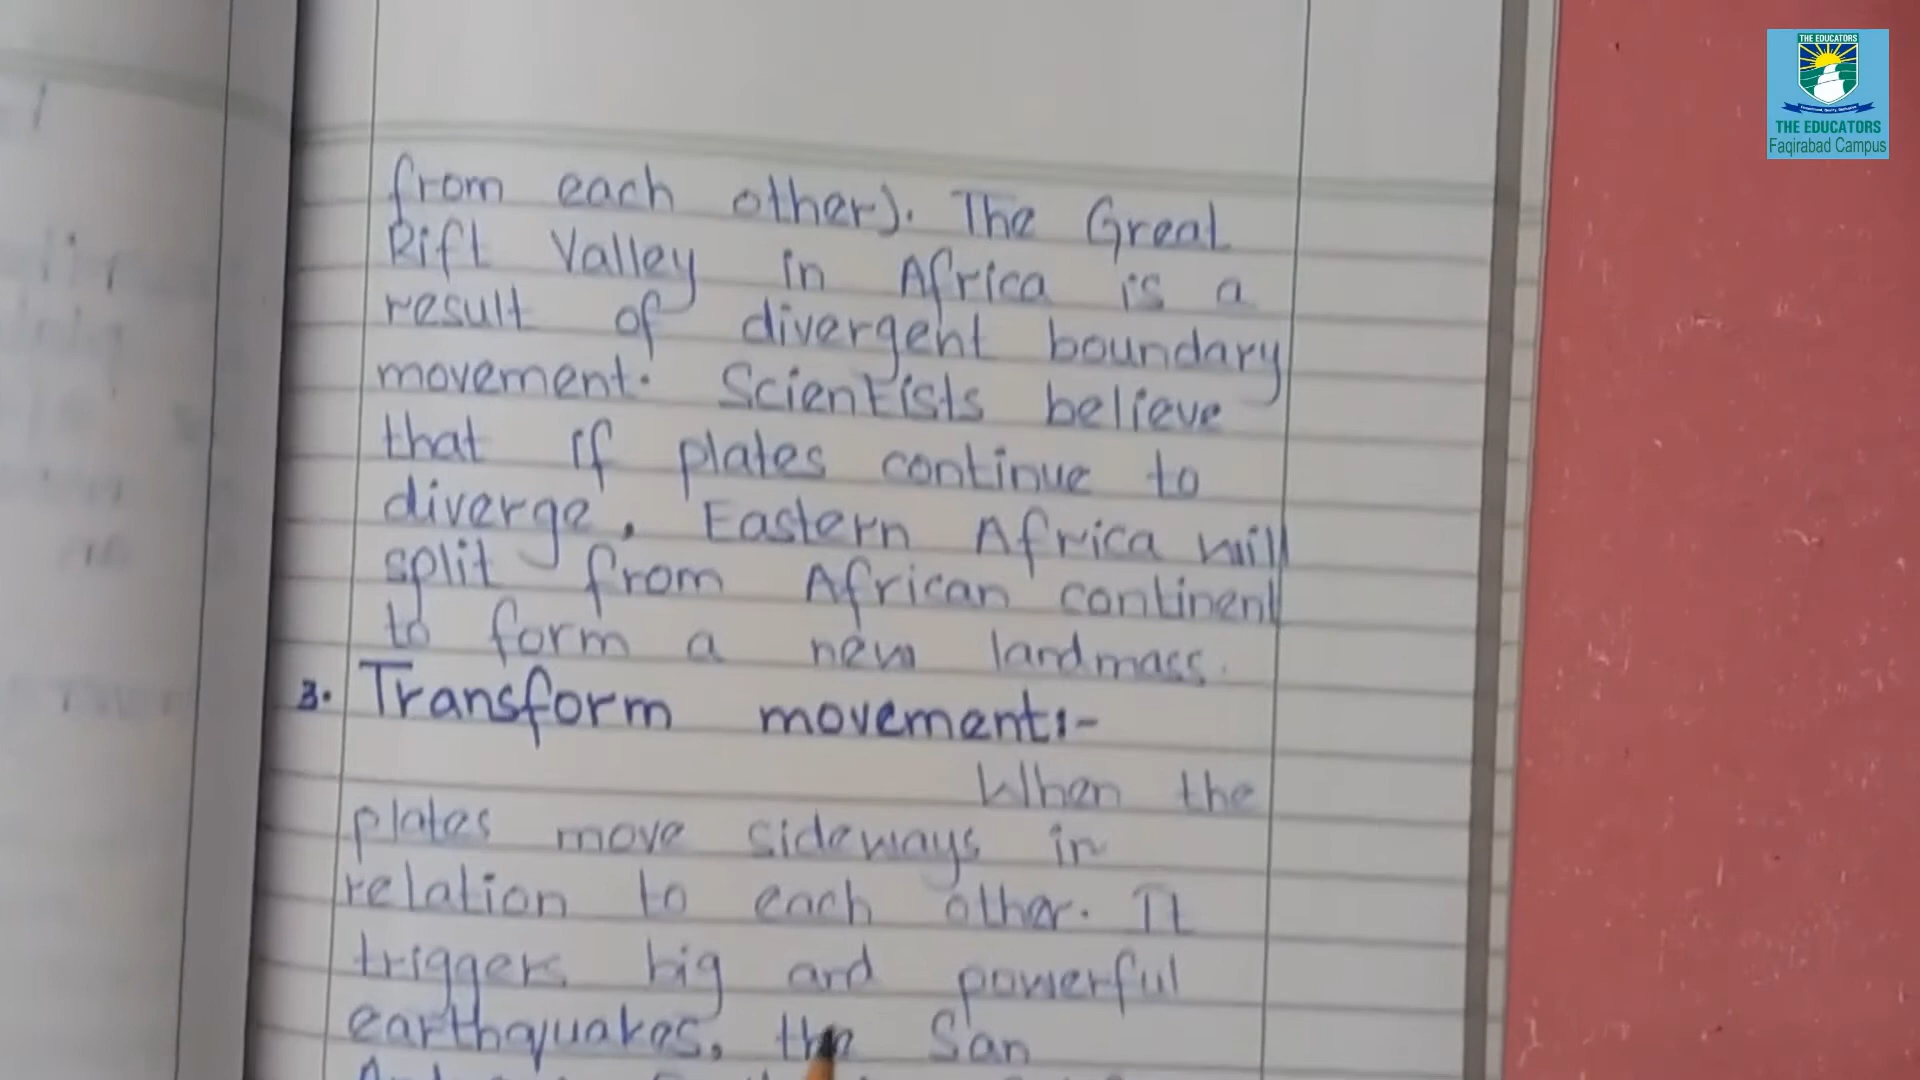 from each other). The Great
Rift Valley in Africa is a
result of divergent boundary
movement. Scientists believe
that if plates continue to
diverge, Eastern Africa will
split from African continent
to form a new landmass.
3. Transform movement:-
When the
plates move sideways in
relation to each other. It
triggers big and powerful
earthquakes, the San
THE EDUCATORS
THE EDUCATORS
Faqirabad Campus